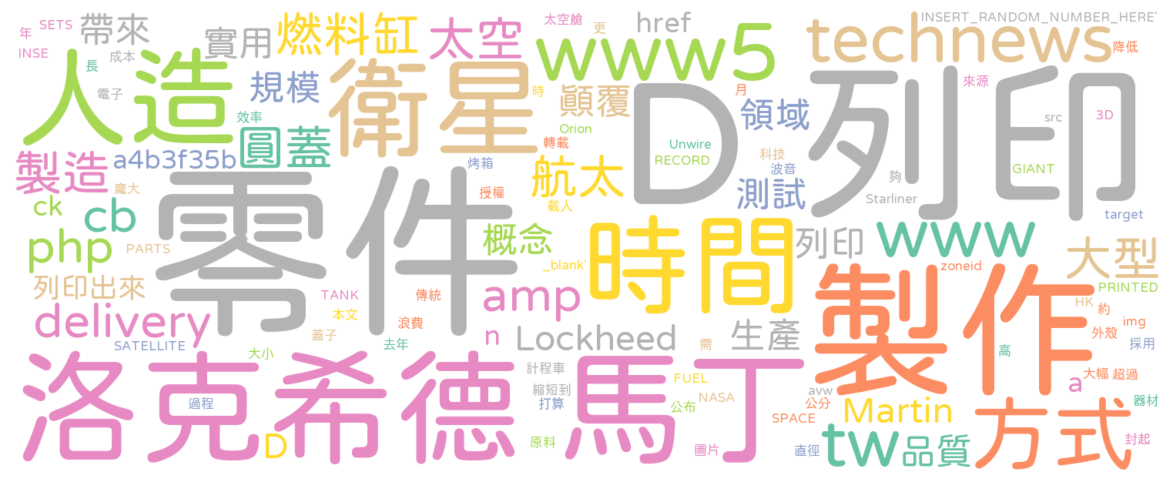 年 SETS 帶來 實用 燃料缸 太空 太空艙 更 href technews INSERT_RANDOM_NUMBER_HERE'
INSE 長 成本 人造 規模 衛星 www5 降低
電子 效率 時 顛覆 月 領域 列印 來源 3D
圓蓋 Orion 轉載 D Unwire src
製造 a4b3f35b 烤箱 航太 RECORD 科技 波音 GIANT
龐大 零件 授權 測試 夠 Starliner
ck cb 載人 target
php PARTS 概念 時間 列印 www 大型
列印出來 _blank' zoneid PRINTED
TANK 傳統 amp 製作 HK 約
delivery 本文 浪費 n Lockheed 生產 外殼 img
SATELLITE 大小 蓋子 去年 需 高 採用
洛克希德 馬丁 計程車 FUEL 大幅 超過
過程 縮短到 NASA avw a
打算 公布 公分 Martin 器材
D 原料 SPACE tw 方式
圖片 直徑 品質 封起